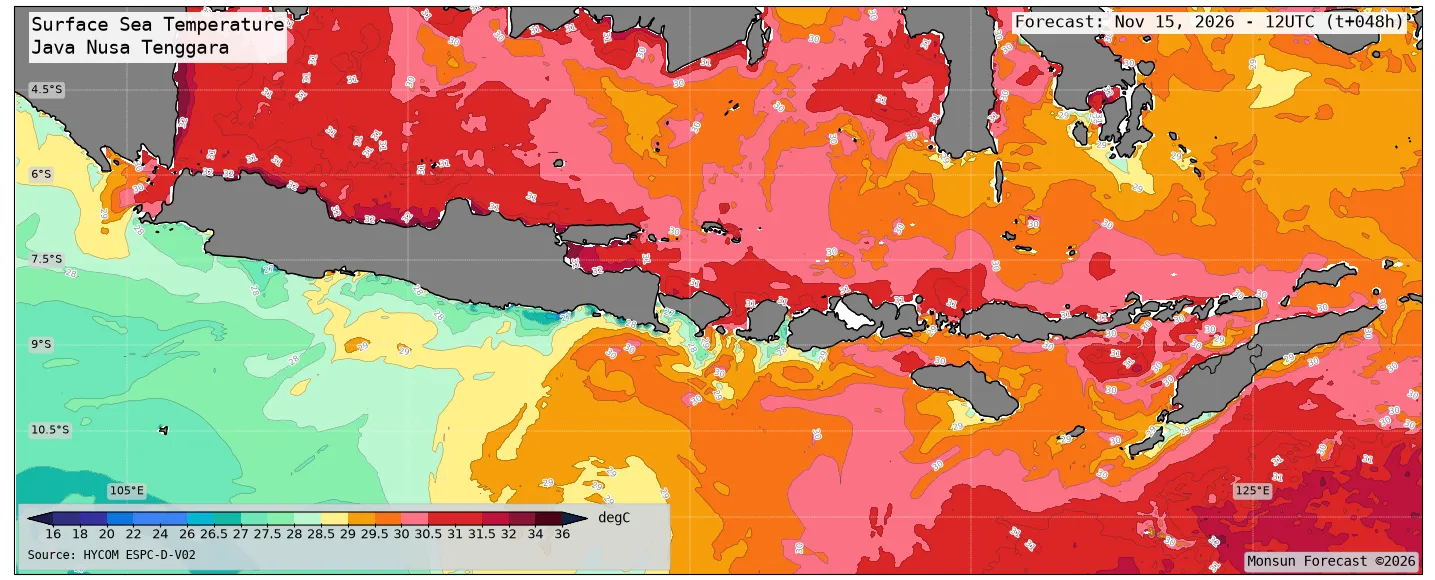 Surface Sea Temperature
Java Nusa Tenggara
Forecast: Nov 15, 2026 - 12UTC (t+048h)
4.5°S
6°S
7.5°S
9°S
10.5°S
105°E
125°E
16 18 20 22 24 26 26.5 27 27.5 28 28.5 29 29.5 30 30.5 31 31.5 32 34 36
degC
Source: HYCOM ESPC-D-V02
Monsun Forecast ©2026